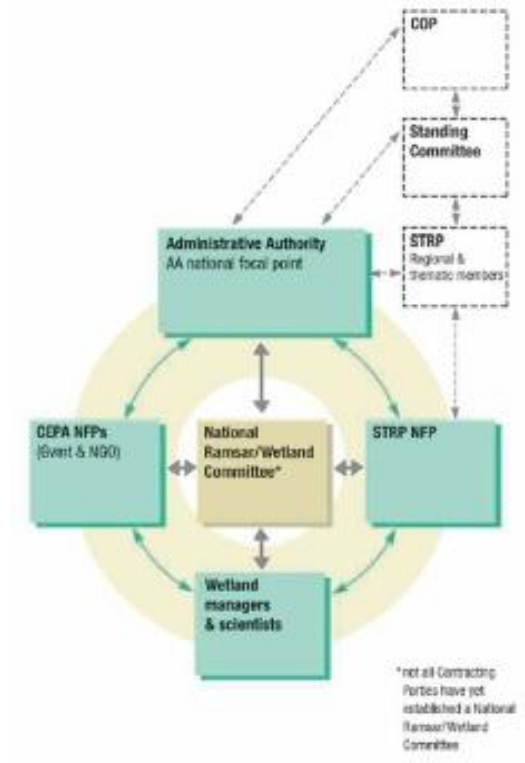 COP
Standing
Committee
STRP
Regional &
thematic members
Administrative Authority
AA national focal point
CEPA NFPs
(Gvmt & NGO)
National
Ramsar/Wetland
Committee*
STRP NFP
Wetland
managers
& scientists
*not all Contracting
Parties have yet
established a National
Ramsar/Wetland
Committee